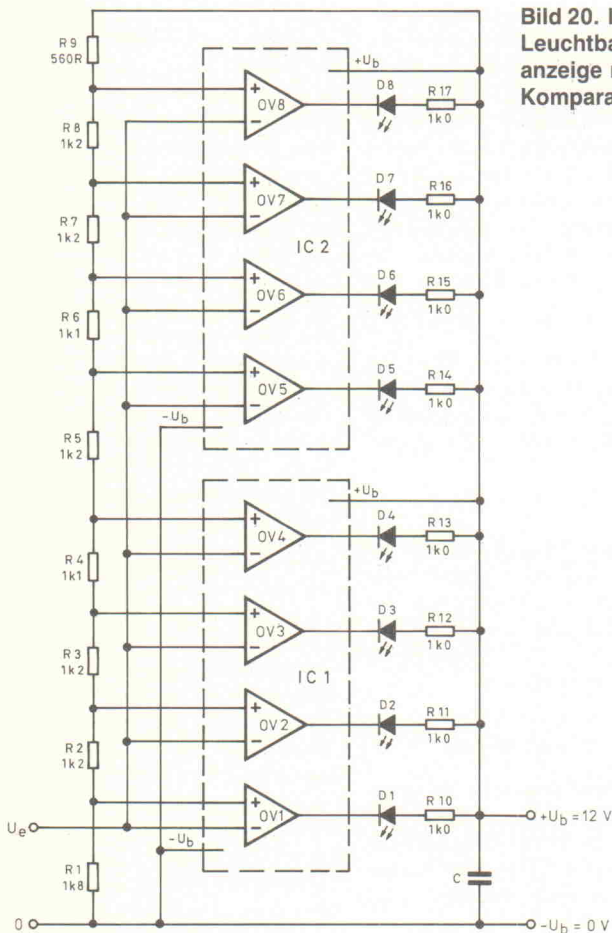 Bild 20.
Leuchtba
anzeige
Kompara
R9
560R
R8
1k2
R7
1k2
R6
1k1
R5
1k2
R4
1k1
R3
1k2
R2
1k2
R1
1k8
+Ub
+
-
OV8
D8
R17
1k0
+
-
OV7
D7
R16
1k0
IC 2
+
-
OV6
D6
R15
1k0
+
-
OV5
D5
R14
1k0
-Ub
+Ub
+
-
OV4
D4
R13
1k0
+
-
OV3
D3
R12
1k0
IC 1
+
-
OV2
D2
R11
1k0
+
-
OV1
D1
R10
1k0
-Ub
Ue
+Ub = 12 V
C
0
-Ub = 0 V